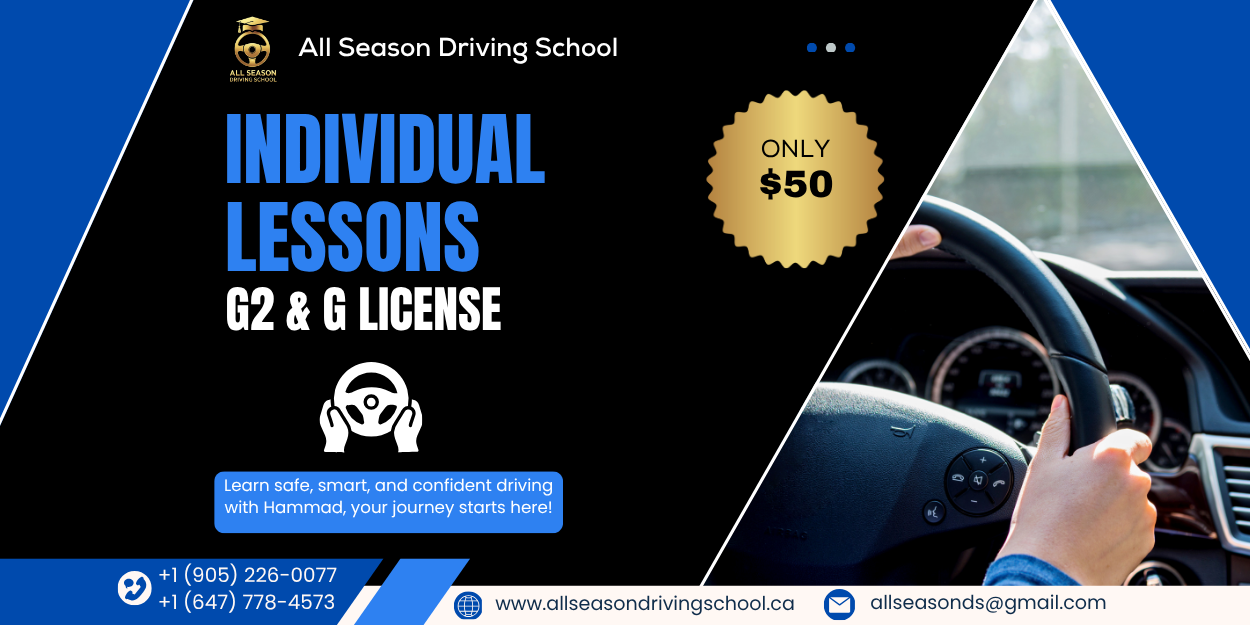 ALL SEASON
DRIVING SCHOOL
All Season Driving School
INDIVIDUAL
LESSONS
G2 & G LICENSE
ONLY
$50
Learn safe, smart, and confident driving
with Hammad, your journey starts here!
+1 (905) 226-0077
+1 (647) 778-4573
www.allseasondrivingschool.ca
allseasonds@gmail.com